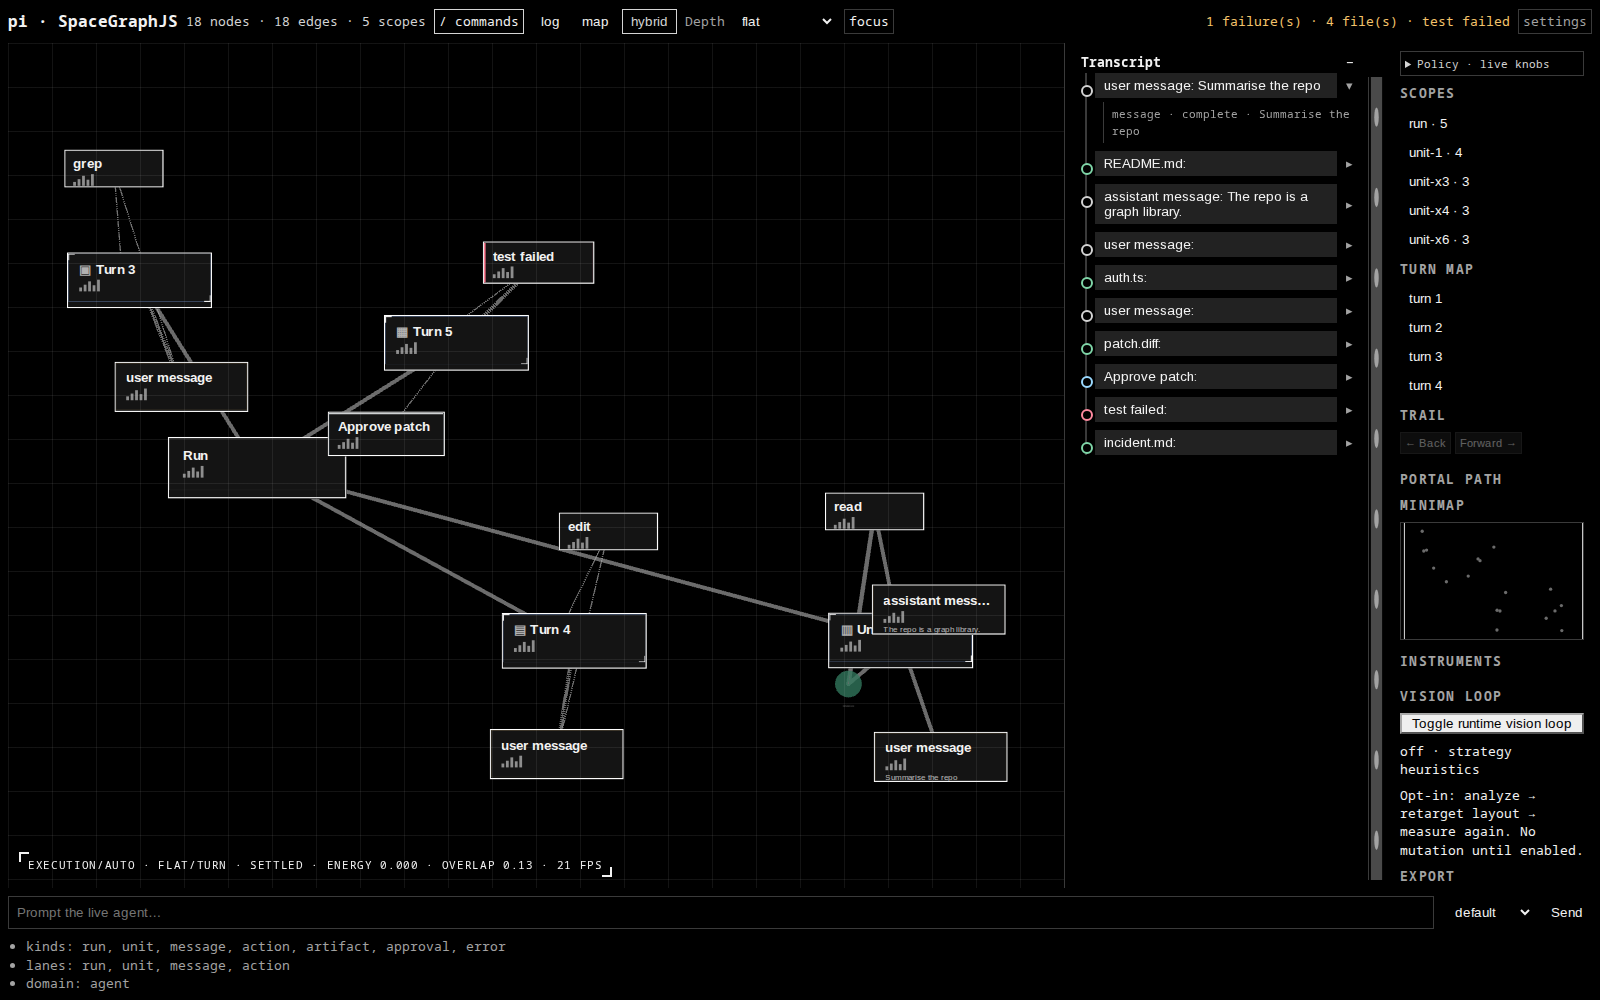 pi · SpaceGraphJS 18 nodes · 18 edges · 5 scopes / commands log map hybrid Depth flat focus 1 failure(s) · 4 file(s) · test failed settings
grep
Turn 3
user message
Run
test failed
Turn 5
Approve patch
edit
Turn 4
user message
read
assistant mess…
The repo is a graph library.
Un
user message
Summarise the repo
EXECUTION/AUTO · FLAT/TURN · SETTLED · ENERGY 0.000 · OVERLAP 0.13 · 21 FPS
Transcript –
user message: Summarise the repo
message · complete · Summarise the
repo
README.md:
assistant message: The repo is a
graph library.
user message:
auth.ts:
user message:
patch.diff:
Approve patch:
test failed:
incident.md:
Policy · live knobs
SCOPES
run · 5
unit-1 · 4
unit-x3 · 3
unit-x4 · 3
unit-x6 · 3
TURN MAP
turn 1
turn 2
turn 3
turn 4
TRAIL
← Back Forward →
PORTAL PATH
MINIMAP
INSTRUMENTS
VISION LOOP
Toggle runtime vision loop
off · strategy
heuristics
Opt-in: analyze →
retarget layout →
measure again. No
mutation until enabled.
EXPORT
Prompt the live agent… default Send
kinds: run, unit, message, action, artifact, approval, error
lanes: run, unit, message, action
domain: agent